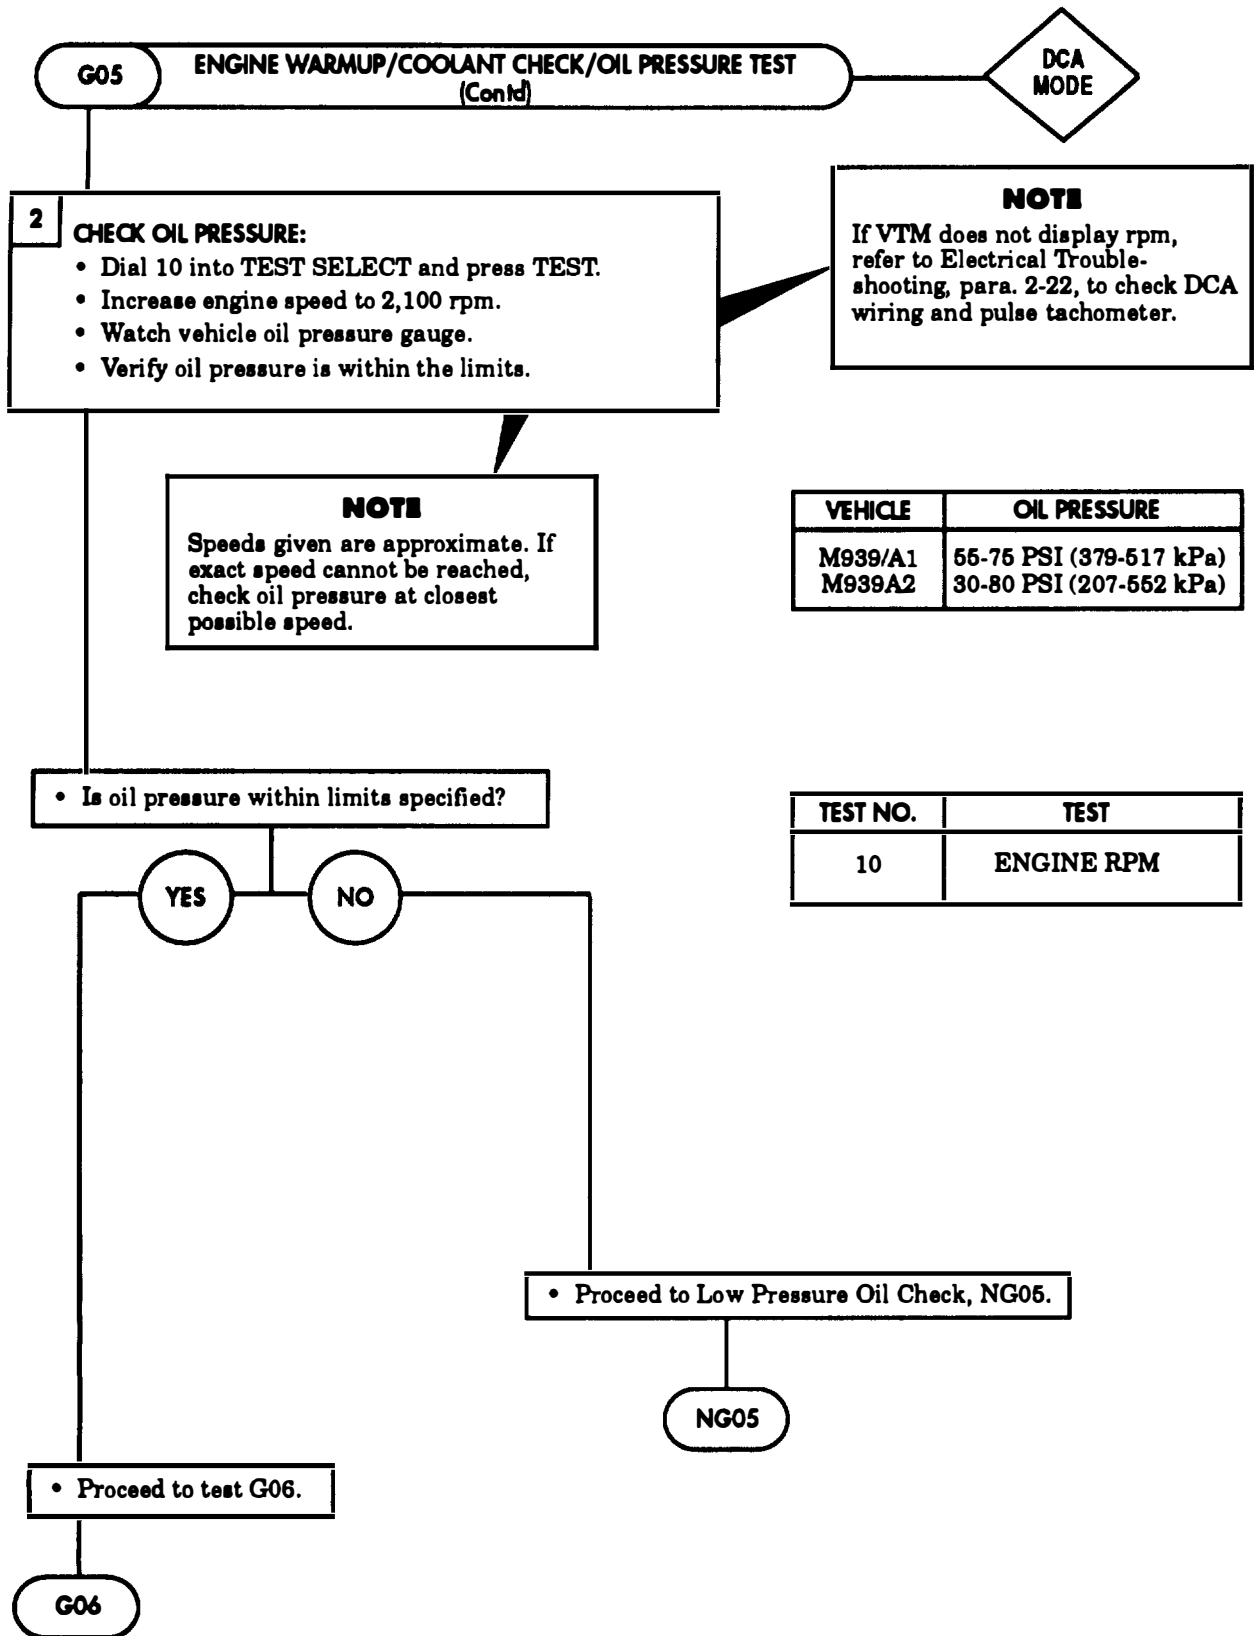 G05
ENGINE WARMUP/COOLANT CHECK/OIL PRESSURE TEST
(Contd)
DCA
MODE
2
CHECK OIL PRESSURE:
• Dial 10 into TEST SELECT and press TEST.
• Increase engine speed to 2,100 rpm.
• Watch vehicle oil pressure gauge.
• Verify oil pressure is within the limits.
NOTE
If VTM does not display rpm,
refer to Electrical Trouble-
shooting, para. 2-22, to check DCA
wiring and pulse tachometer.
NOTE
Speeds given are approximate. If
exact speed cannot be reached,
check oil pressure at closest
possible speed.
VEHICLE OIL PRESSURE
M939/A1 55-75 PSI (379-517 kPa)
M939A2 30-80 PSI (207-552 kPa)
• Is oil pressure within limits specified?
TEST NO. TEST
10 ENGINE RPM
YES NO
• Proceed to Low Pressure Oil Check, NG05.
NG05
• Proceed to test G06.
G06